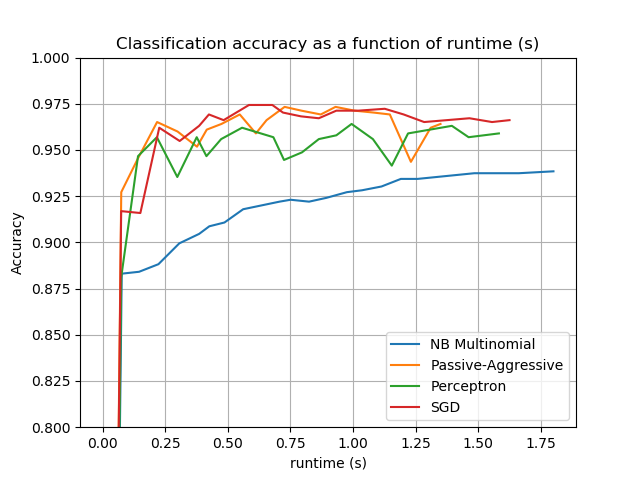 Classification accuracy as a function of runtime (s)
1.000
0.975
0.950
0.925
0.900
0.875
0.850
0.825
0.800
Accuracy
NB Multinomial
Passive-Aggressive
Perceptron
SGD
0.00 0.25 0.50 0.75 1.00 1.25 1.50 1.75
runtime (s)